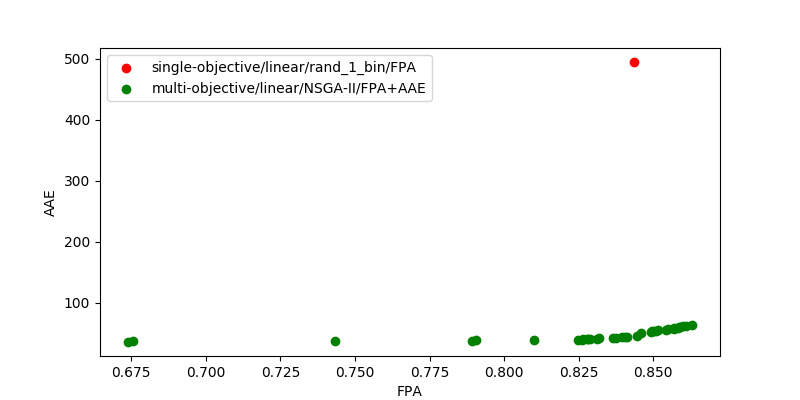 single-objective/linear/rand_1_bin/FPA
multi-objective/linear/NSGA-II/FPA+AAE
500
400
300
200
100
AAE
0.675 0.700 0.725 0.750 0.775 0.800 0.825 0.850
FPA